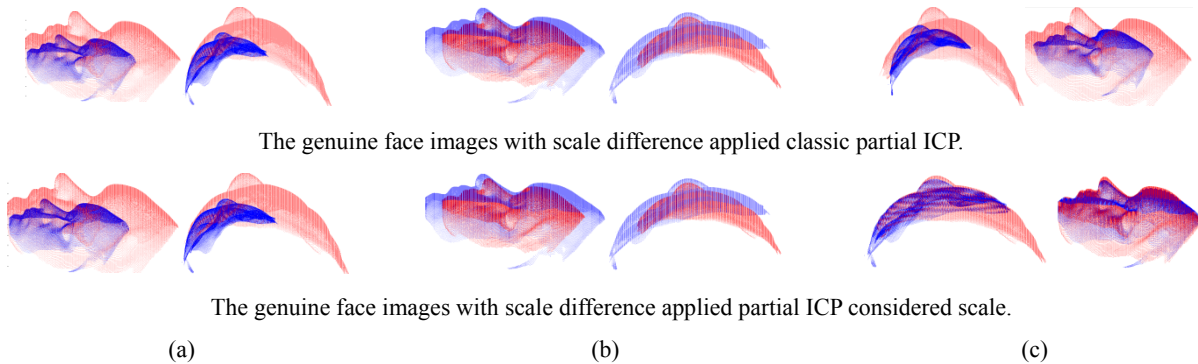 The genuine face images with scale difference applied classic partial ICP.
The genuine face images with scale difference applied partial ICP considered scale.
(a) (b) (c)